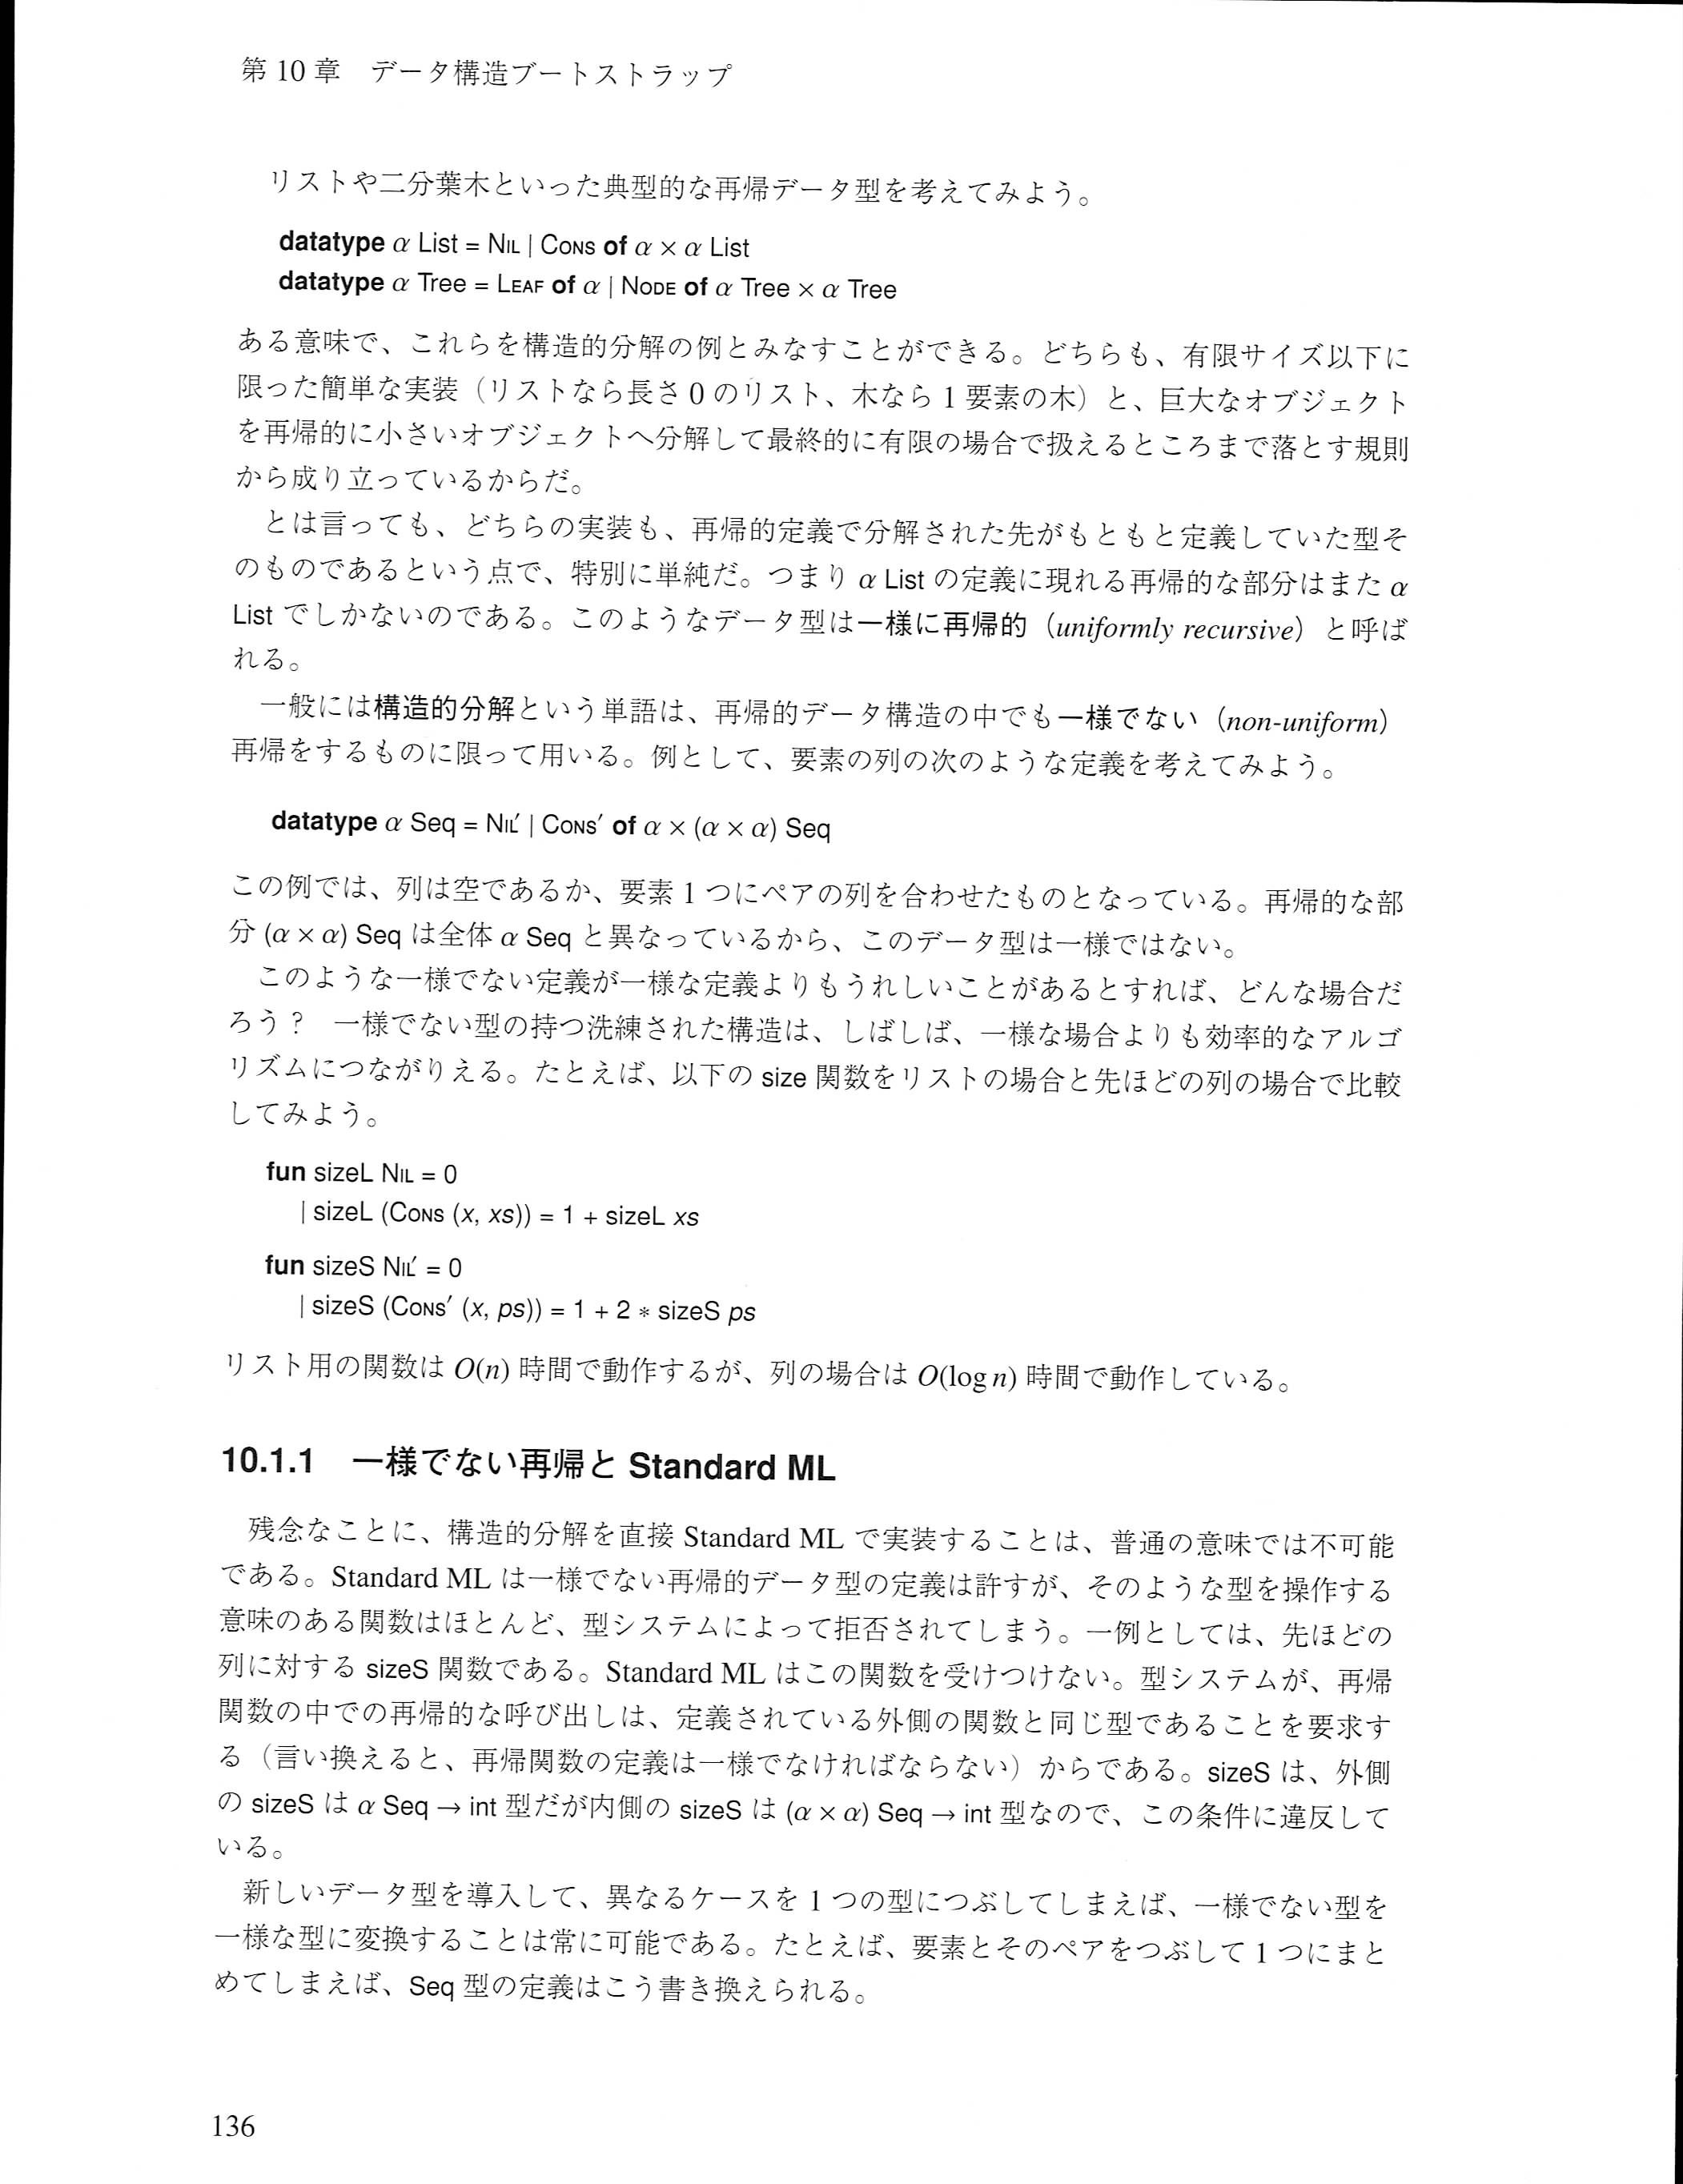 第 10 章　データ構造ブートストラップ
リストや二分葉木といった典型的な再帰データ型を考えてみよう。
datatype α List = NIL | CONS of α × α List
datatype α Tree = LEAF of α | NODE of α Tree × α Tree
ある意味で、これらを構造的分解の例とみなすことができる。どちらも、有限サイズ以下に
限った簡単な実装（リストなら長さ 0 のリスト、木なら 1 要素の木）と、巨大なオブジェクト
を再帰的に小さいオブジェクトへ分解して最終的に有限の場合で扱えるところまで落とす規則
から成り立っているからだ。
とは言っても、どちらの実装も、再帰的定義で分解された先がもともと定義していた型そ
のものであるという点で、特別に単純だ。つまり α List の定義に現れる再帰的な部分はまた α
List でしかないのである。このようなデータ型は一様に再帰的（uniformly recursive）と呼ば
れる。
一般には構造的分解という単語は、再帰的データ構造の中でも一様でない（non-uniform）
再帰をするものに限って用いる。例として、要素の列の次のような定義を考えてみよう。
datatype α Seq = NIL′ | CONS′ of α × (α × α) Seq
この例では、列は空であるか、要素 1 つにペアの列を合わせたものとなっている。再帰的な部
分 (α × α) Seq は全体 α Seq と異なっているから、このデータ型は一様ではない。
このような一様でない定義が一様な定義よりもうれしいことがあるとすれば、どんな場合だ
ろう？　一様でない型の持つ洗練された構造は、しばしば、一様な場合よりも効率的なアルゴ
リズムにつながりえる。たとえば、以下の size 関数をリストの場合と先ほどの列の場合で比較
してみよう。
fun sizeL NIL = 0
| sizeL (CONS (x, xs)) = 1 + sizeL xs
fun sizeS NIL′ = 0
| sizeS (CONS′ (x, ps)) = 1 + 2 * sizeS ps
リスト用の関数は O(n) 時間で動作するが、列の場合は O(log n) 時間で動作している。
10.1.1　一様でない再帰と Standard ML
残念なことに、構造的分解を直接 Standard ML で実装することは、普通の意味では不可能
である。Standard ML は一様でない再帰的データ型の定義は許すが、そのような型を操作する
意味のある関数はほとんど、型システムによって拒否されてしまう。一例としては、先ほどの
列に対する sizeS 関数である。Standard ML はこの関数を受けつけない。型システムが、再帰
関数の中での再帰的な呼び出しは、定義されている外側の関数と同じ型であることを要求す
る（言い換えると、再帰関数の定義は一様でなければならない）からである。sizeS は、外側
の sizeS は α Seq → int 型だが内側の sizeS は (α × α) Seq → int 型なので、この条件に違反して
いる。
新しいデータ型を導入して、異なるケースを 1 つの型につぶしてしまえば、一様でない型を
一様な型に変換することは常に可能である。たとえば、要素とそのペアをつぶして 1 つにまと
めてしまえば、Seq 型の定義はこう書き換えられる。
136